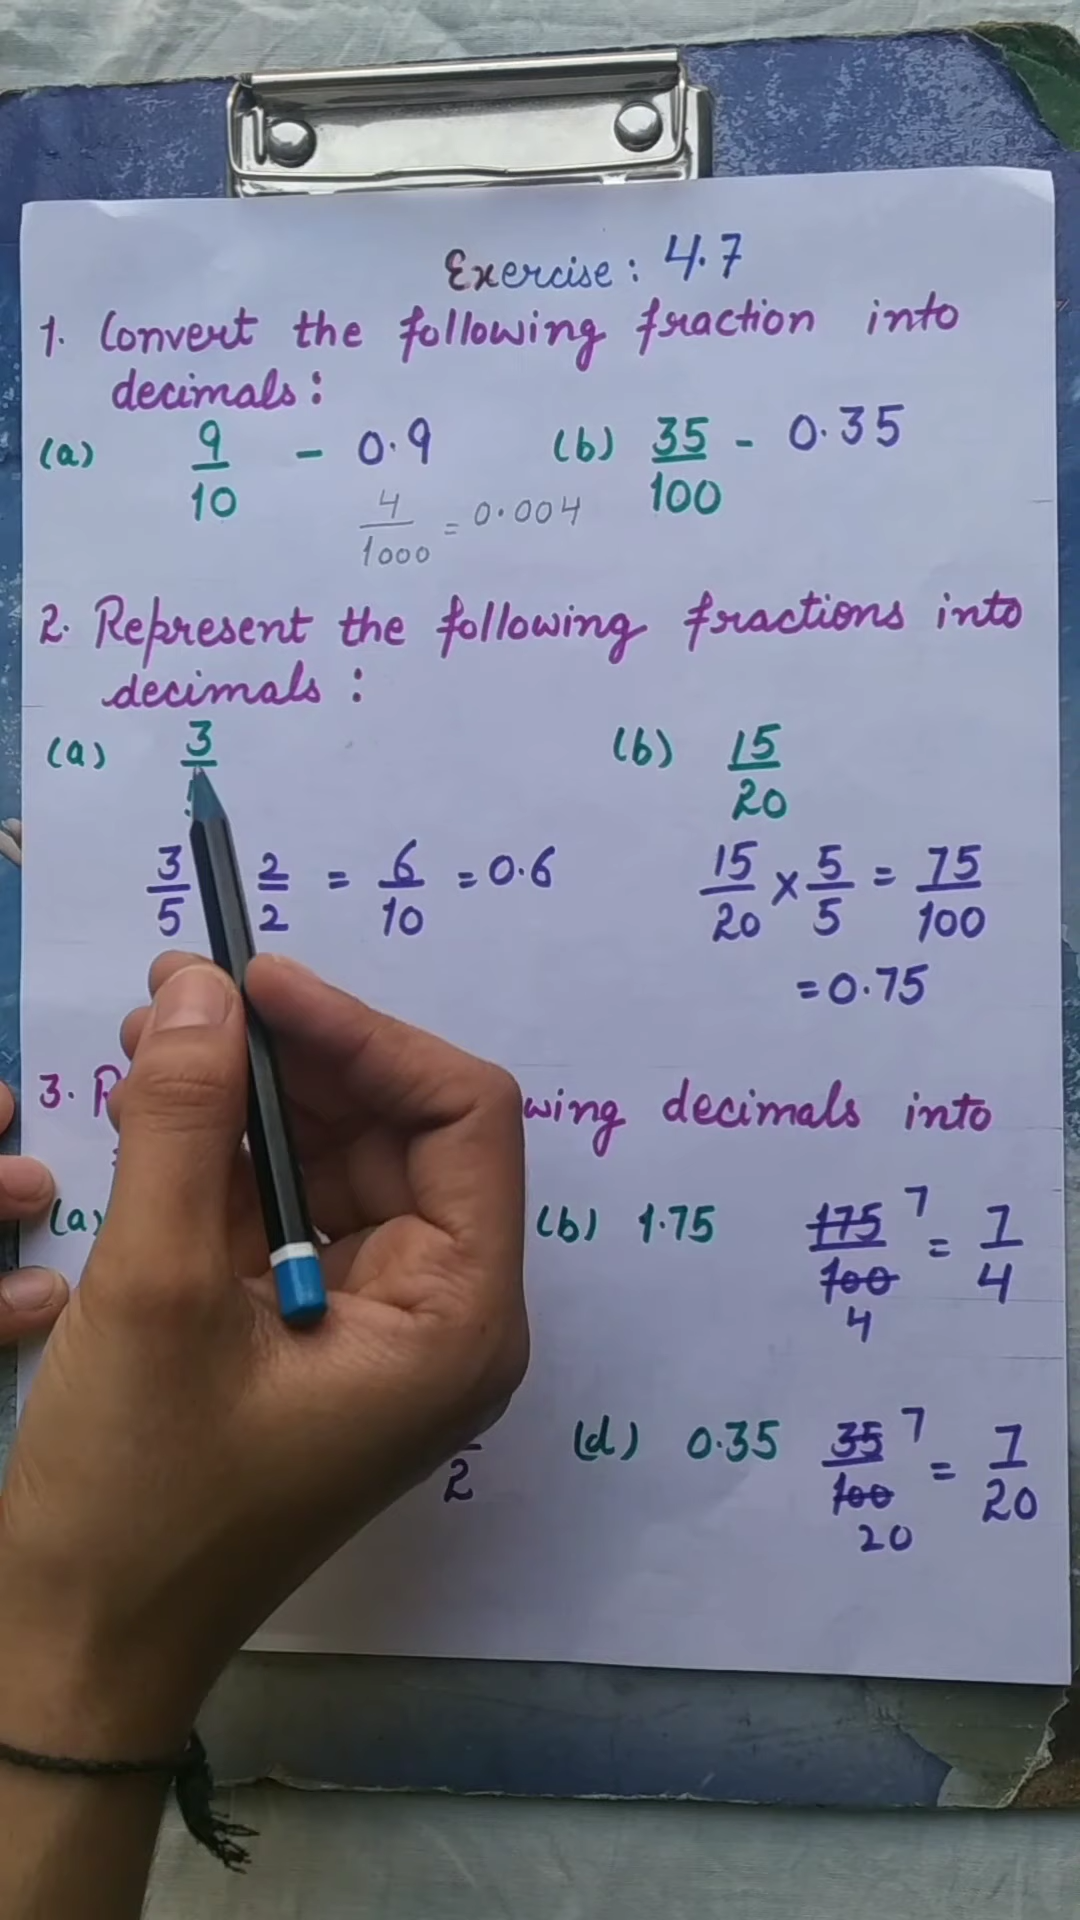 Exercise: 4.7
1. Convert the following fraction into
decimals:
(a) 9/10 - 0.9 (b) 35/100 - 0.35
4/1000 = 0.004
2. Represent the following fractions into
decimals:
(a) 3 (b) 15/20
3/5 2/2 = 6/10 = 0.6 15/20 × 5/5 = 75/100
= 0.75
3. decimals into
(a) (b) 1.75 175/100 7 4 = 7/4
2 (d) 0.35 35/100 7 20 = 7/20